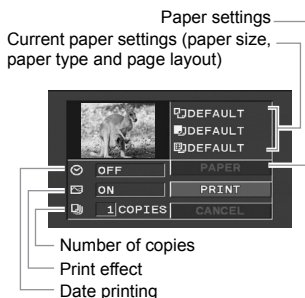 Paper settings
Current paper settings (paper size,
paper type and page layout)
DEFAULT
DEFAULT
DEFAULT
OFF
PAPER
ON
PRINT
1 COPIES
CANCEL
Number of copies
Print effect
Date printing